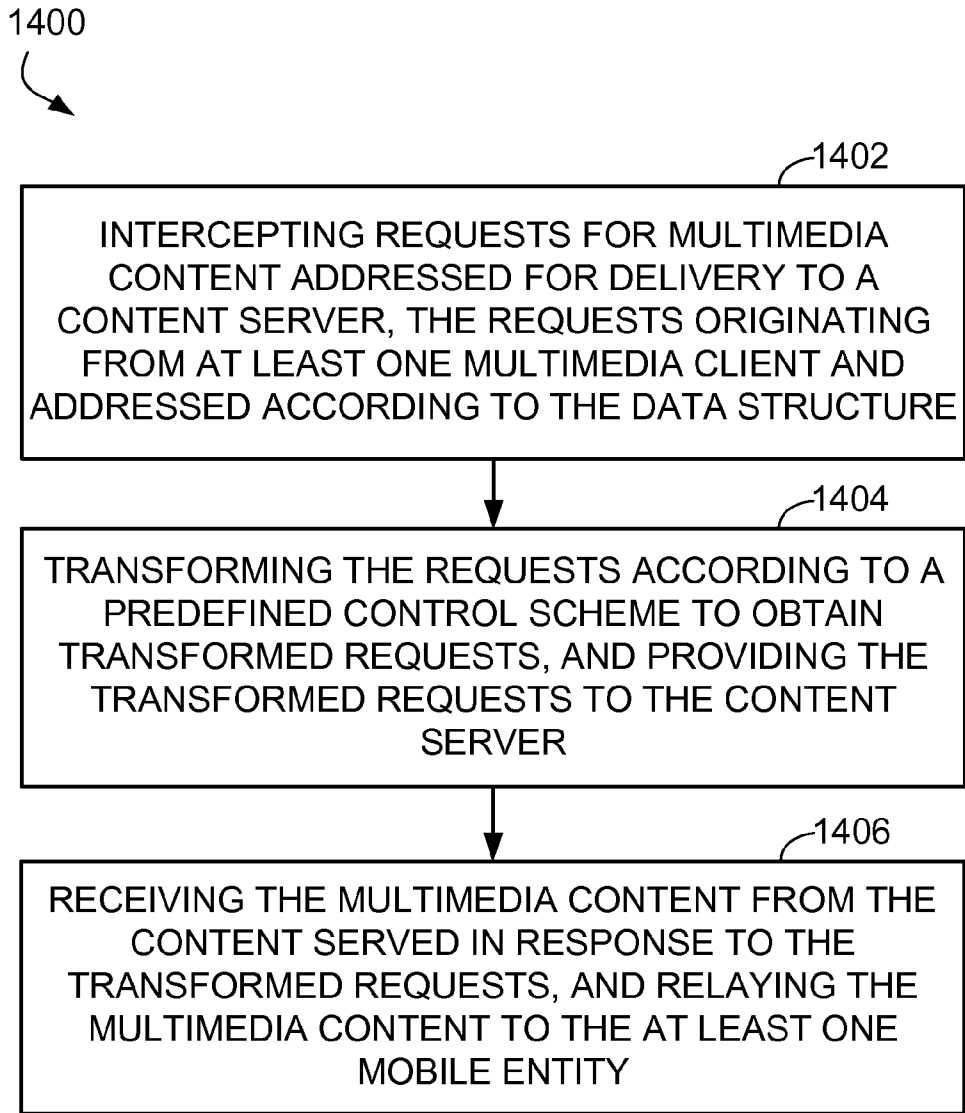 1400
1402
INTERCEPTING REQUESTS FOR MULTIMEDIA
CONTENT ADDRESSED FOR DELIVERY TO A
CONTENT SERVER, THE REQUESTS ORIGINATING
FROM AT LEAST ONE MULTIMEDIA CLIENT AND
ADDRESSED ACCORDING TO THE DATA STRUCTURE
1404
TRANSFORMING THE REQUESTS ACCORDING TO A
PREDEFINED CONTROL SCHEME TO OBTAIN
TRANSFORMED REQUESTS, AND PROVIDING THE
TRANSFORMED REQUESTS TO THE CONTENT
SERVER
1406
RECEIVING THE MULTIMEDIA CONTENT FROM THE
CONTENT SERVED IN RESPONSE TO THE
TRANSFORMED REQUESTS, AND RELAYING THE
MULTIMEDIA CONTENT TO THE AT LEAST ONE
MOBILE ENTITY